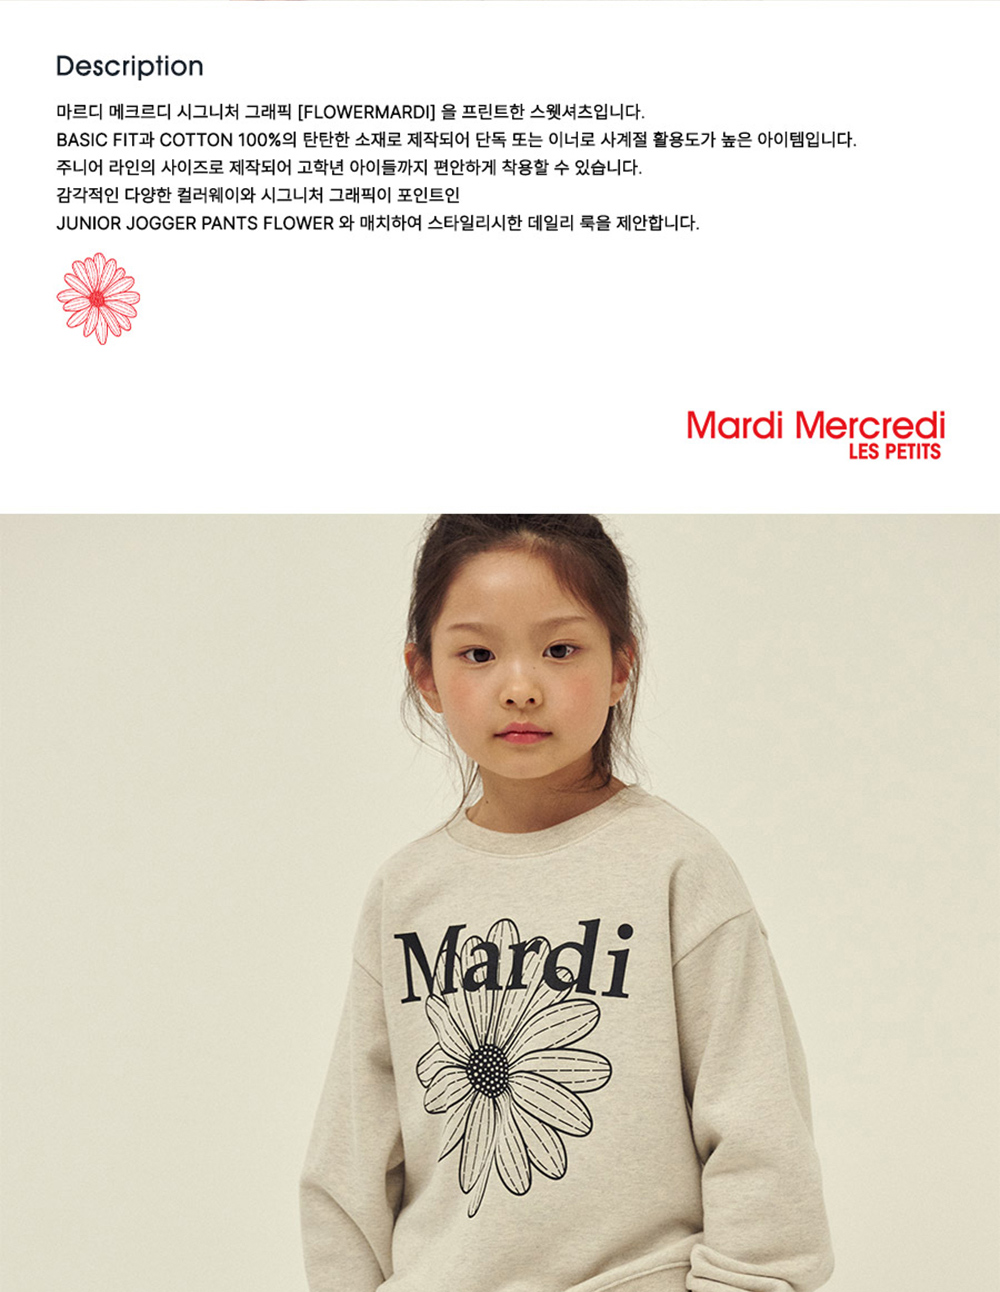 Description
마르디 메크르디 시그니처 그래픽 [FLOWERMARDI] 을 프린트한 스웻셔츠입니다.
BASIC FIT과 COTTON 100%의 탄탄한 소재로 제작되어 단독 또는 이너로 사계절 활용도가 높은 아이템입니다.
주니어 라인의 사이즈로 제작되어 고학년 아이들까지 편안하게 착용할 수 있습니다.
감각적인 다양한 컬러웨이와 시그니처 그래픽이 포인트인
JUNIOR JOGGER PANTS FLOWER 와 매치하여 스타일리시한 데일리 룩을 제안합니다.
Mardi Mercredi
LES PETITS
Mardi